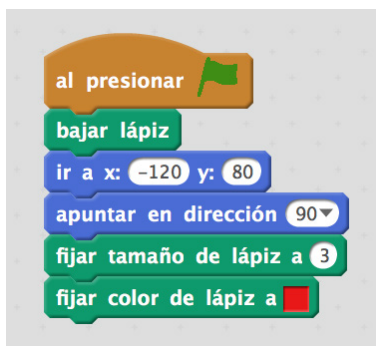 al presionar
bajar lápiz
ir a x: -120 y: 80
apuntar en dirección 90
fijar tamaño de lápiz a 3
fijar color de lápiz a